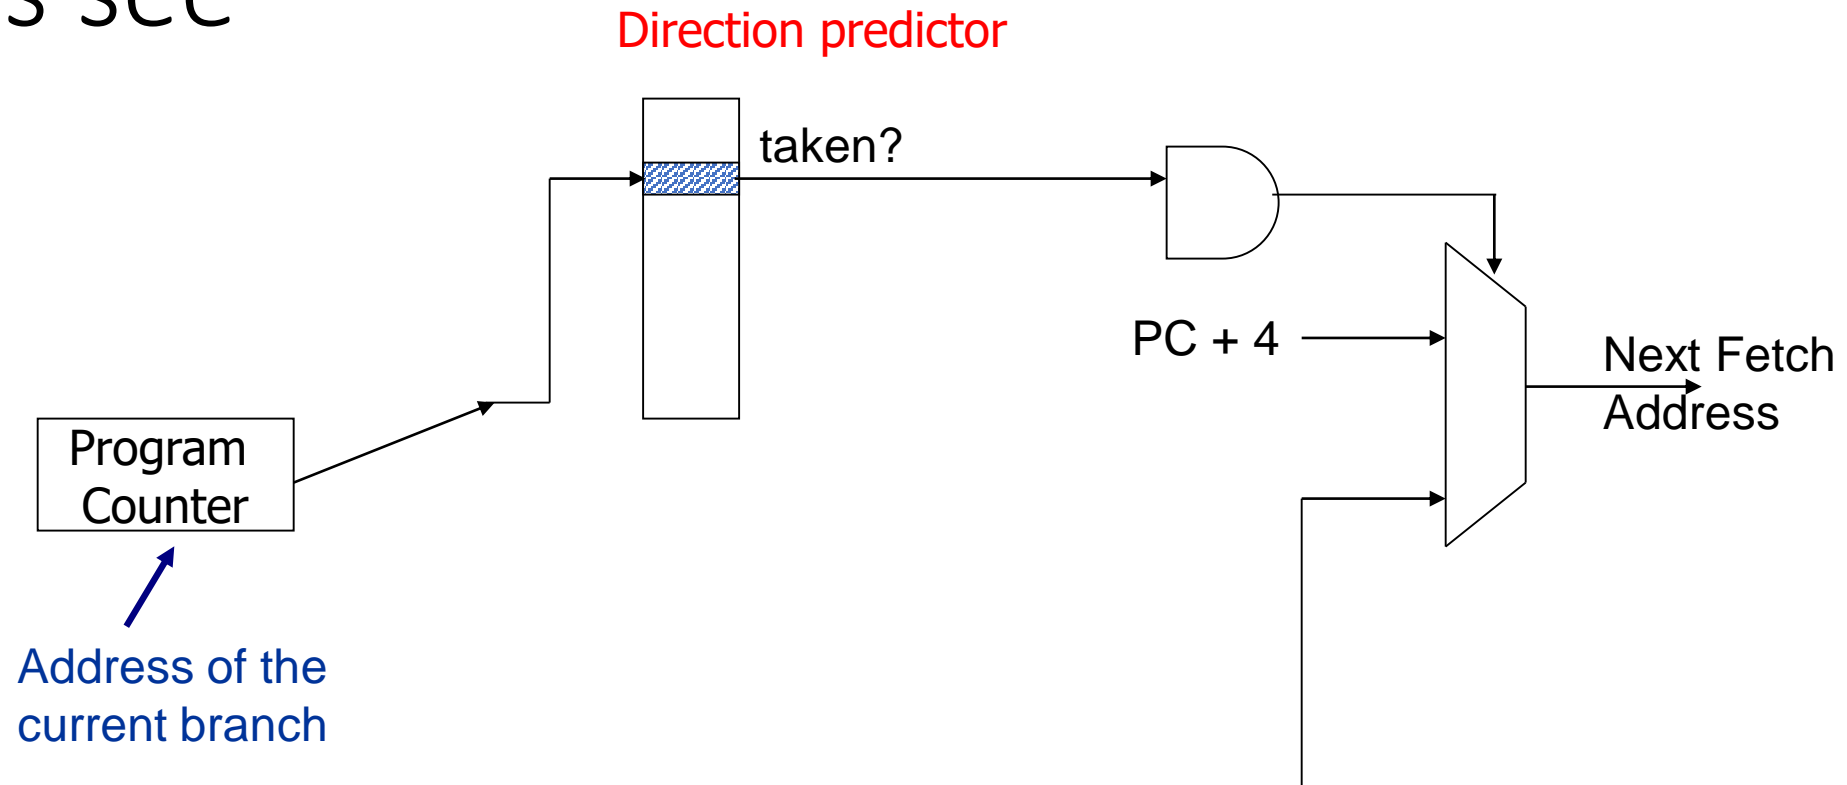 Direction predictor
taken?
PC + 4
Next Fetch
Address
Program
Counter
Address of the
current branch